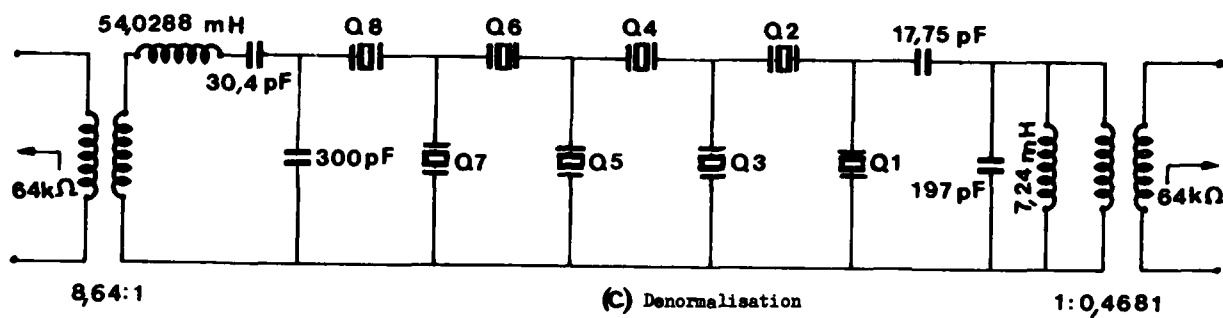 54,0288 mH
Q8
Q6
Q4
Q2
17,75 pF
30,4 pF
300pF
Q7
Q5
Q3
Q1
197 pF
7,24 mH
64kΩ
64kΩ
8,64:1
(C) Denormalisation
1:0,4681